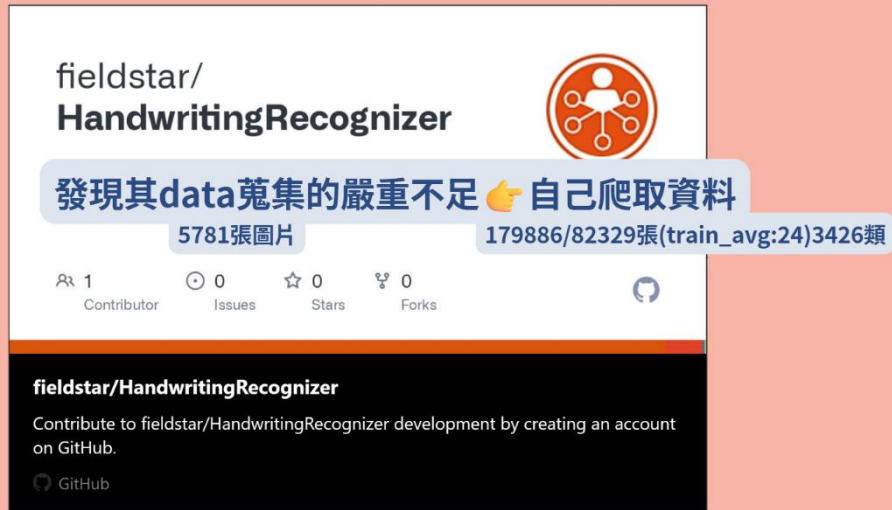 fieldstar/
HandwritingRecognizer
發現其data蒐集的嚴重不足👉自己爬取資料
5781張圖片
179886/82329張(train_avg:24)3426類
1
Contributor
0
Issues
0
Stars
0
Forks
fieldstar/HandwritingRecognizer
Contribute to fieldstar/HandwritingRecognizer development by creating an account
on GitHub.
GitHub